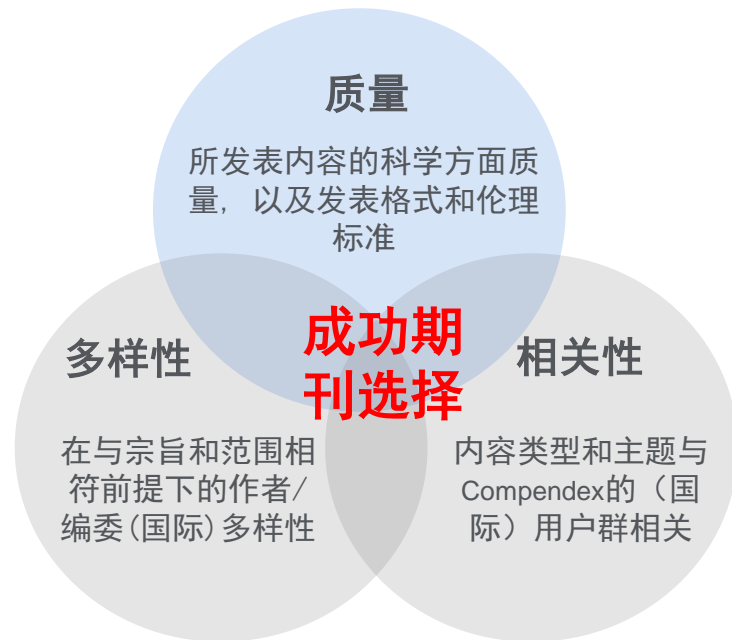 质量
所发表内容的科学方面质
量，以及发表格式和伦理
标准
成功期
刊选择
多样性
在与宗旨和范围相
符前提下的作者/
编委(国际)多样性
相关性
内容类型和主题与
Compendex的（国
际）用户群相关